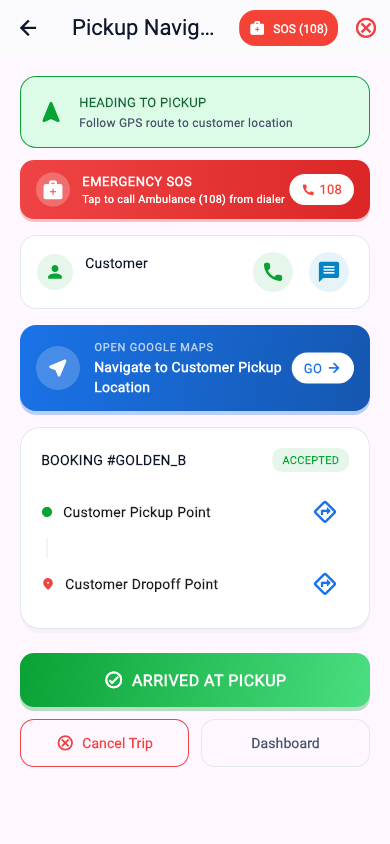 Pickup Navig...
SOS (108)
HEADING TO PICKUP
Follow GPS route to customer location
EMERGENCY SOS
Tap to call Ambulance (108) from dialer
108
Customer
OPEN GOOGLE MAPS
Navigate to Customer Pickup
Location
GO
BOOKING #GOLDEN_B
ACCEPTED
Customer Pickup Point
Customer Dropoff Point
ARRIVED AT PICKUP
Cancel Trip
Dashboard